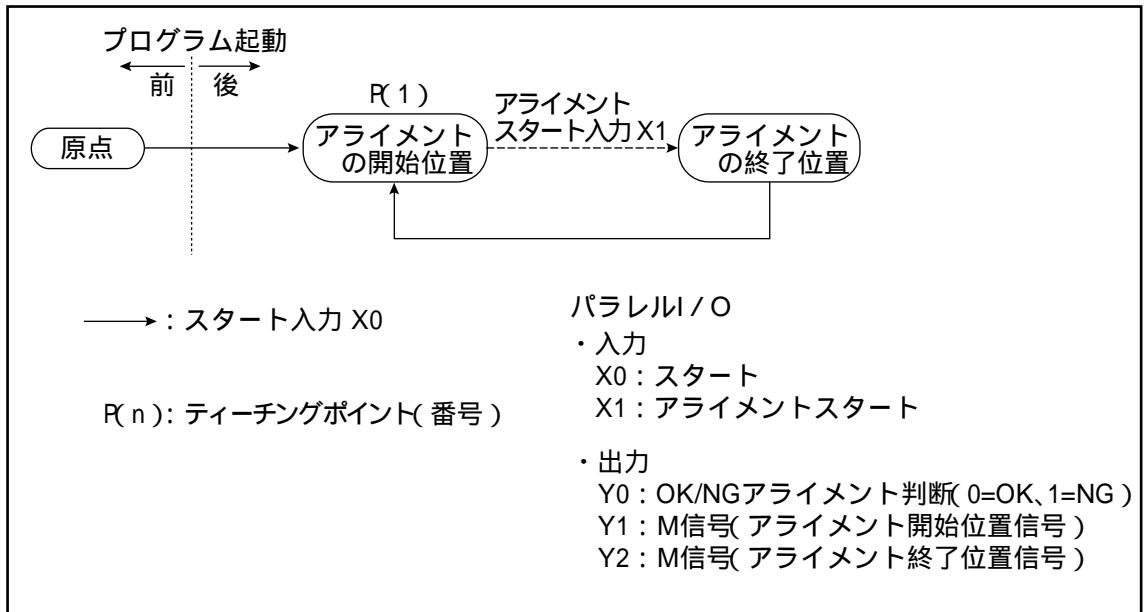 プログラム起動
前 後
P(1)
アライメント
スタート入力 X1
原点
アライメント
の開始位置
アライメント
の終了位置
：スタート入力 X0
P(n)：ティーチングポイント(番号)
パラレルI／O
・入力
X0：スタート
X1：アライメントスタート
・出力
Y0：OK/NGアライメント判断(0=OK、1=NG)
Y1：M信号(アライメント開始位置信号)
Y2：M信号(アライメント終了位置信号)